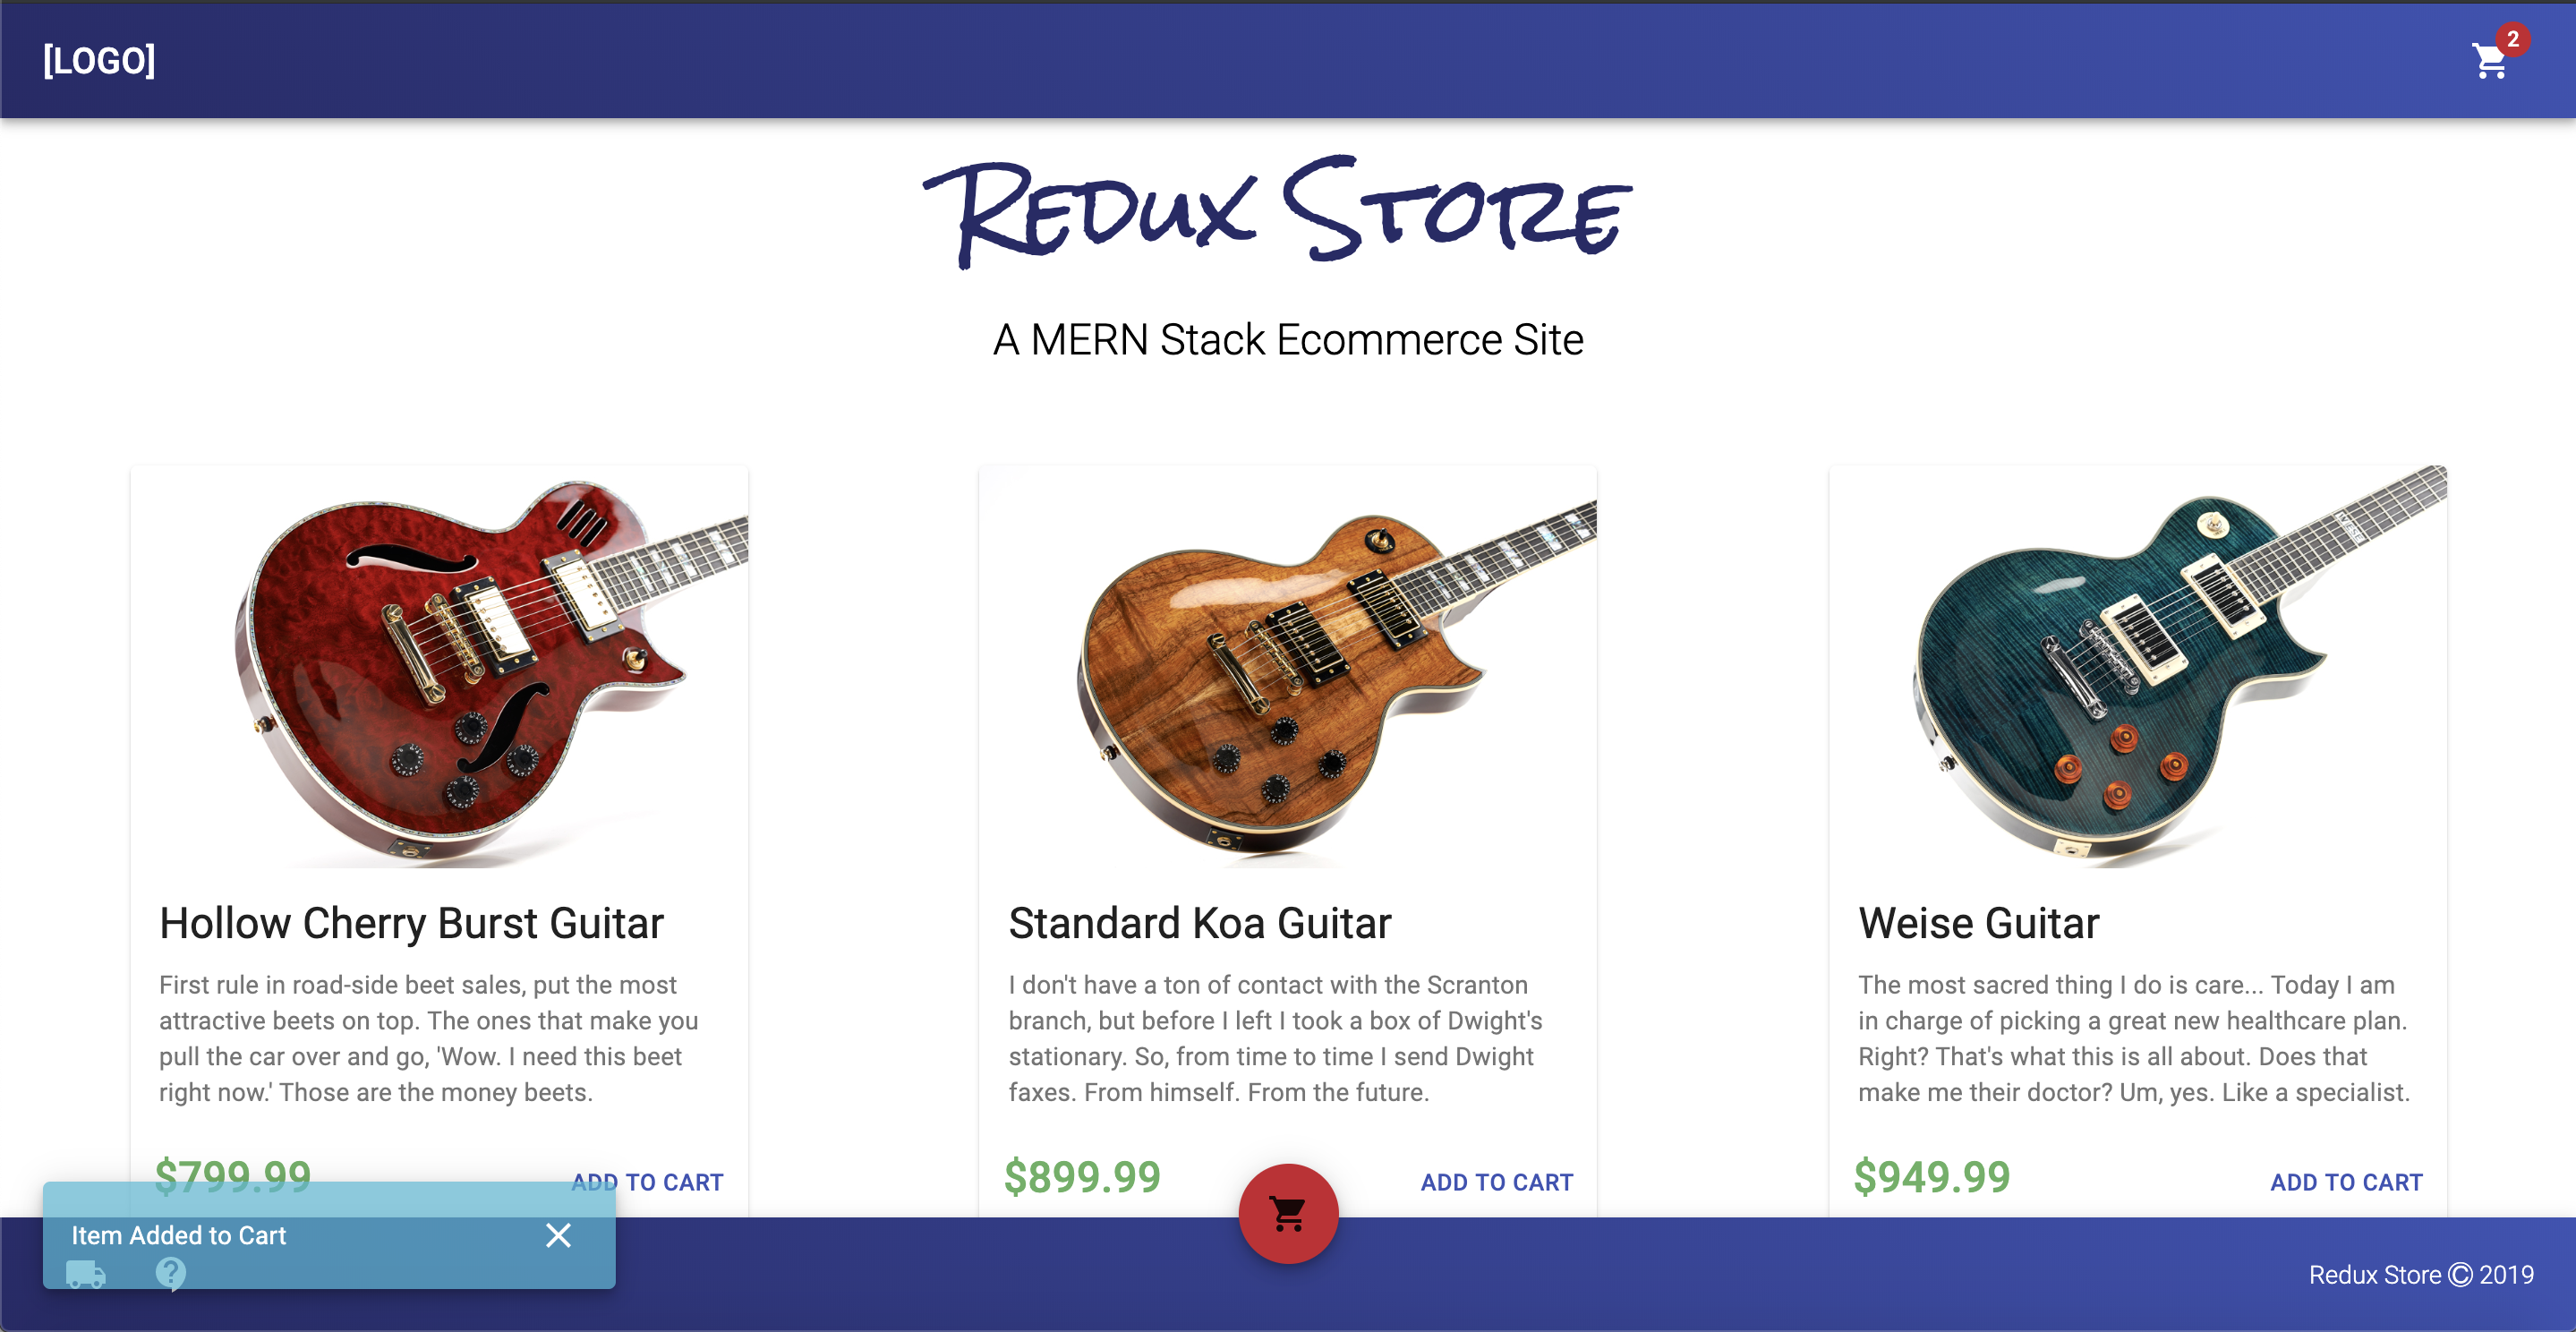 [LOGO]
2
Redux Store
A MERN Stack Ecommerce Site
Hollow Cherry Burst Guitar
First rule in road-side beet sales, put the most
attractive beets on top. The ones that make you
pull the car over and go, 'Wow. I need this beet
right now.' Those are the money beets.
$799.99
ADD TO CART
Standard Koa Guitar
I don't have a ton of contact with the Scranton
branch, but before I left I took a box of Dwight's
stationary. So, from time to time I send Dwight
faxes. From himself. From the future.
$899.99
ADD TO CART
WEISE
Weise Guitar
The most sacred thing I do is care... Today I am
in charge of picking a great new healthcare plan.
Right? That's what this is all about. Does that
make me their doctor? Um, yes. Like a specialist.
$949.99
ADD TO CART
Item Added to Cart
Redux Store © 2019